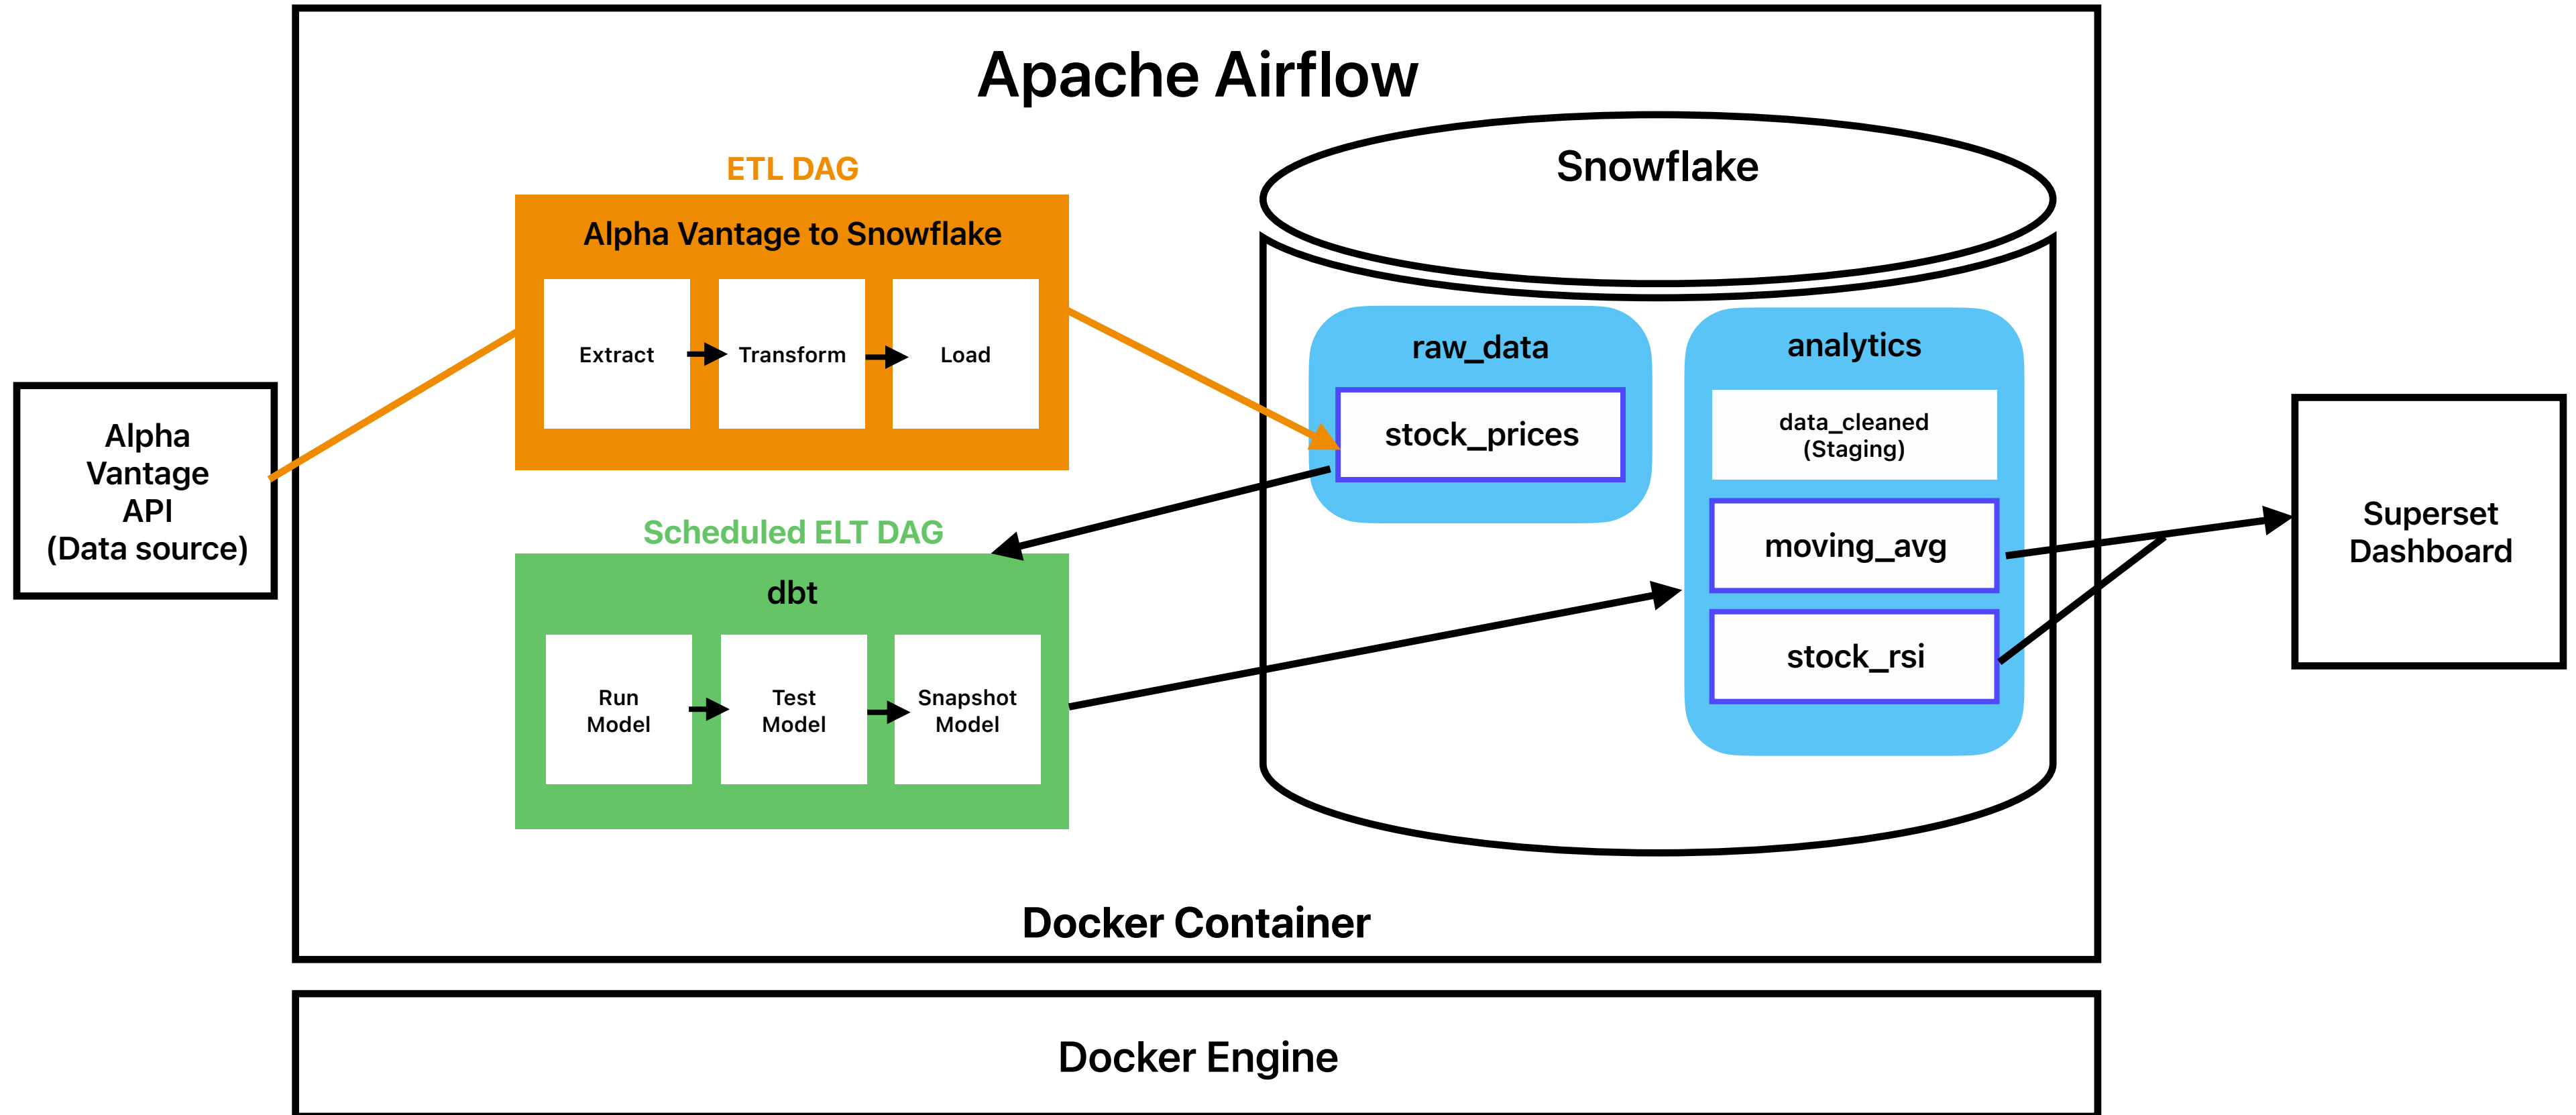 Apache Airflow
ETL DAG
Alpha Vantage to Snowflake
Extract
Transform
Load
Scheduled ELT DAG
dbt
Run
Model
Test
Model
Snapshot
Model
Alpha
Vantage
API
(Data source)
Snowflake
raw_data
stock_prices
analytics
data_cleaned
(Staging)
moving_avg
stock_rsi
Superset
Dashboard
Docker Container
Docker Engine